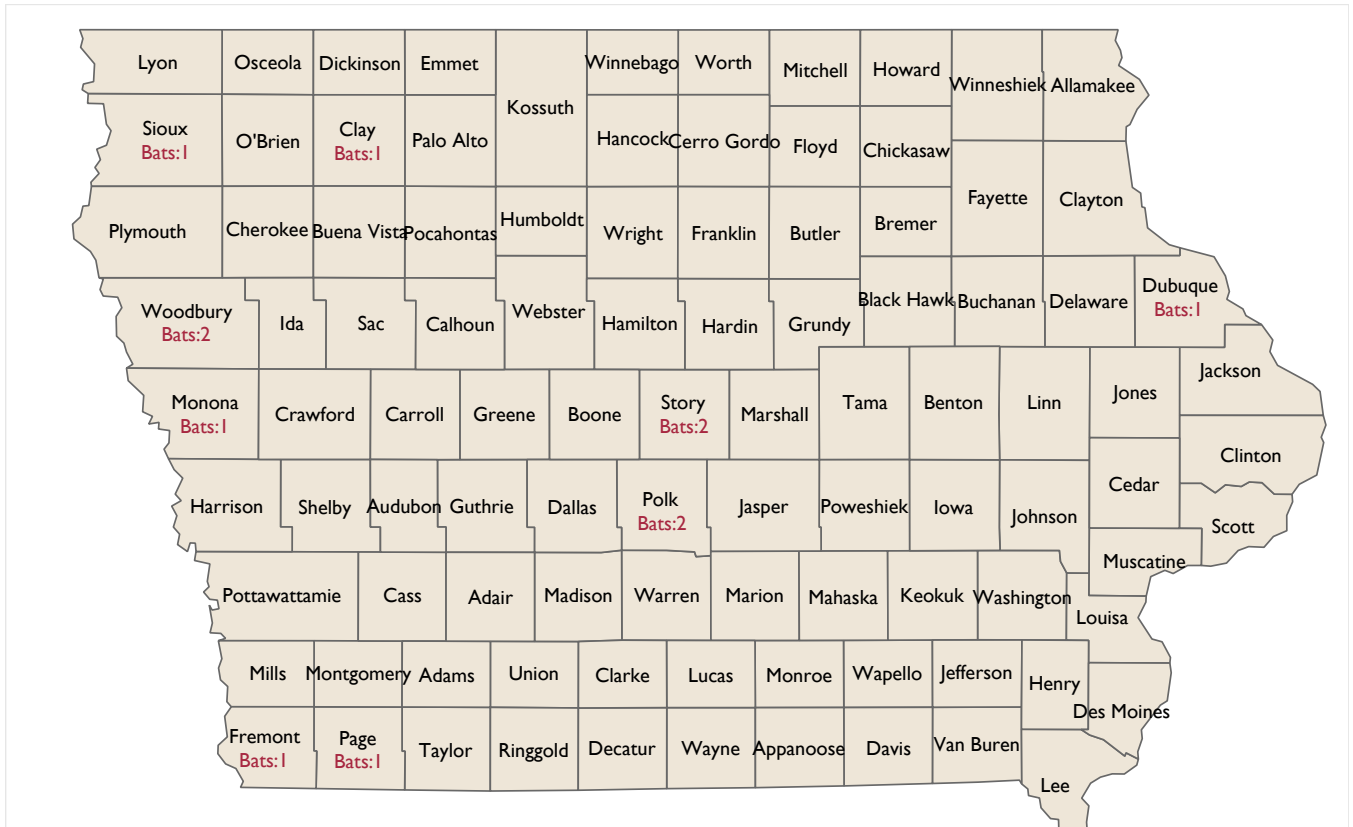 Lyon
Osceola
Dickinson
Emmet
Kossuth
Winnebago
Worth
Mitchell
Howard
Winneshiek
Allamakee
Sioux
Bats:1
O'Brien
Clay
Bats:1
Palo Alto
Hancock
Cerro Gordo
Floyd
Chickasaw
Fayette
Clayton
Plymouth
Cherokee
Buena Vista
Pocahontas
Humboldt
Wright
Franklin
Butler
Bremer
Woodbury
Bats:2
Ida
Sac
Calhoun
Webster
Hamilton
Hardin
Grundy
Black Hawk
Buchanan
Delaware
Dubuque
Bats:1
Monona
Bats:1
Crawford
Carroll
Greene
Boone
Story
Bats:2
Marshall
Tama
Benton
Linn
Jones
Jackson
Clinton
Harrison
Shelby
Audubon
Guthrie
Dallas
Polk
Bats:2
Jasper
Poweshiek
Iowa
Johnson
Cedar
Scott
Muscatine
Pottawattamie
Cass
Adair
Madison
Warren
Marion
Mahaska
Keokuk
Washington
Louisa
Mills
Montgomery
Adams
Union
Clarke
Lucas
Monroe
Wapello
Jefferson
Henry
Des Moines
Fremont
Bats:1
Page
Bats:1
Taylor
Ringgold
Decatur
Wayne
Appanoose
Davis
Van Buren
Lee